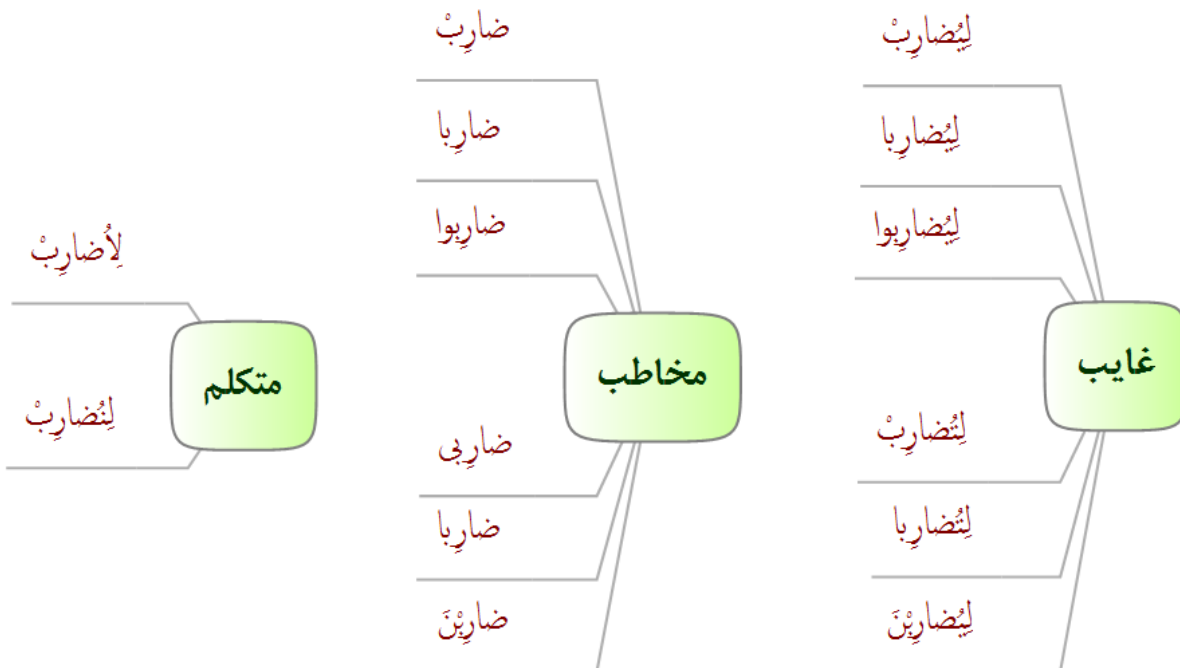 غایب
لِيُضارِبْ
لِيُضارِبا
لِيُضارِبوا
لِتُضارِبْ
لِتُضارِبا
لِيُضارِبْنَ
مخاطب
ضارِبْ
ضارِبا
ضارِبوا
ضارِبی
ضارِبا
ضارِبْنَ
متکلم
لِأُضارِبْ
لِنُضارِبْ